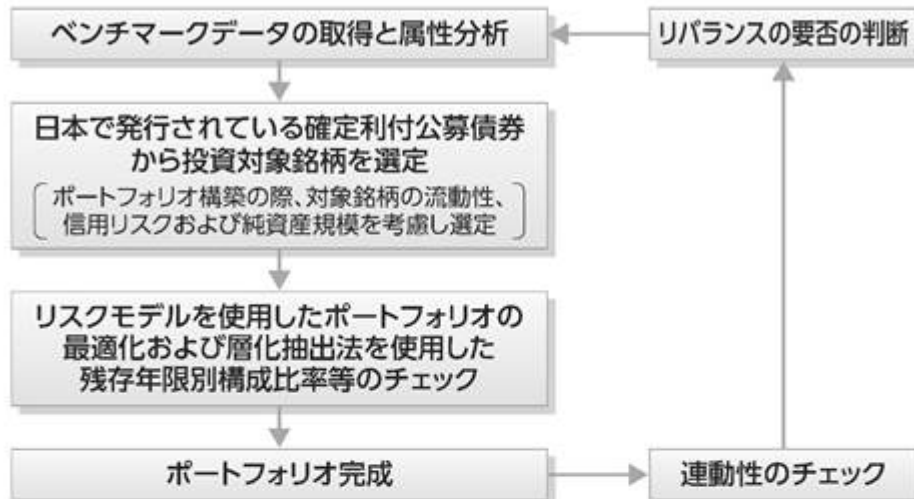 ベンチマークデータの取得と属性分析
リバランスの要否の判断
日本で発行されている確定利付公募債券
から投資対象銘柄を選定
ポートフォリオ構築の際、対象銘柄の流動性、
信用リスクおよび純資産規模を考慮し選定
リスクモデルを使用したポートフォリオの
最適化および層化抽出法を使用した
残存年限別構成比率等のチェック
ポートフォリオ完成
連動性のチェック